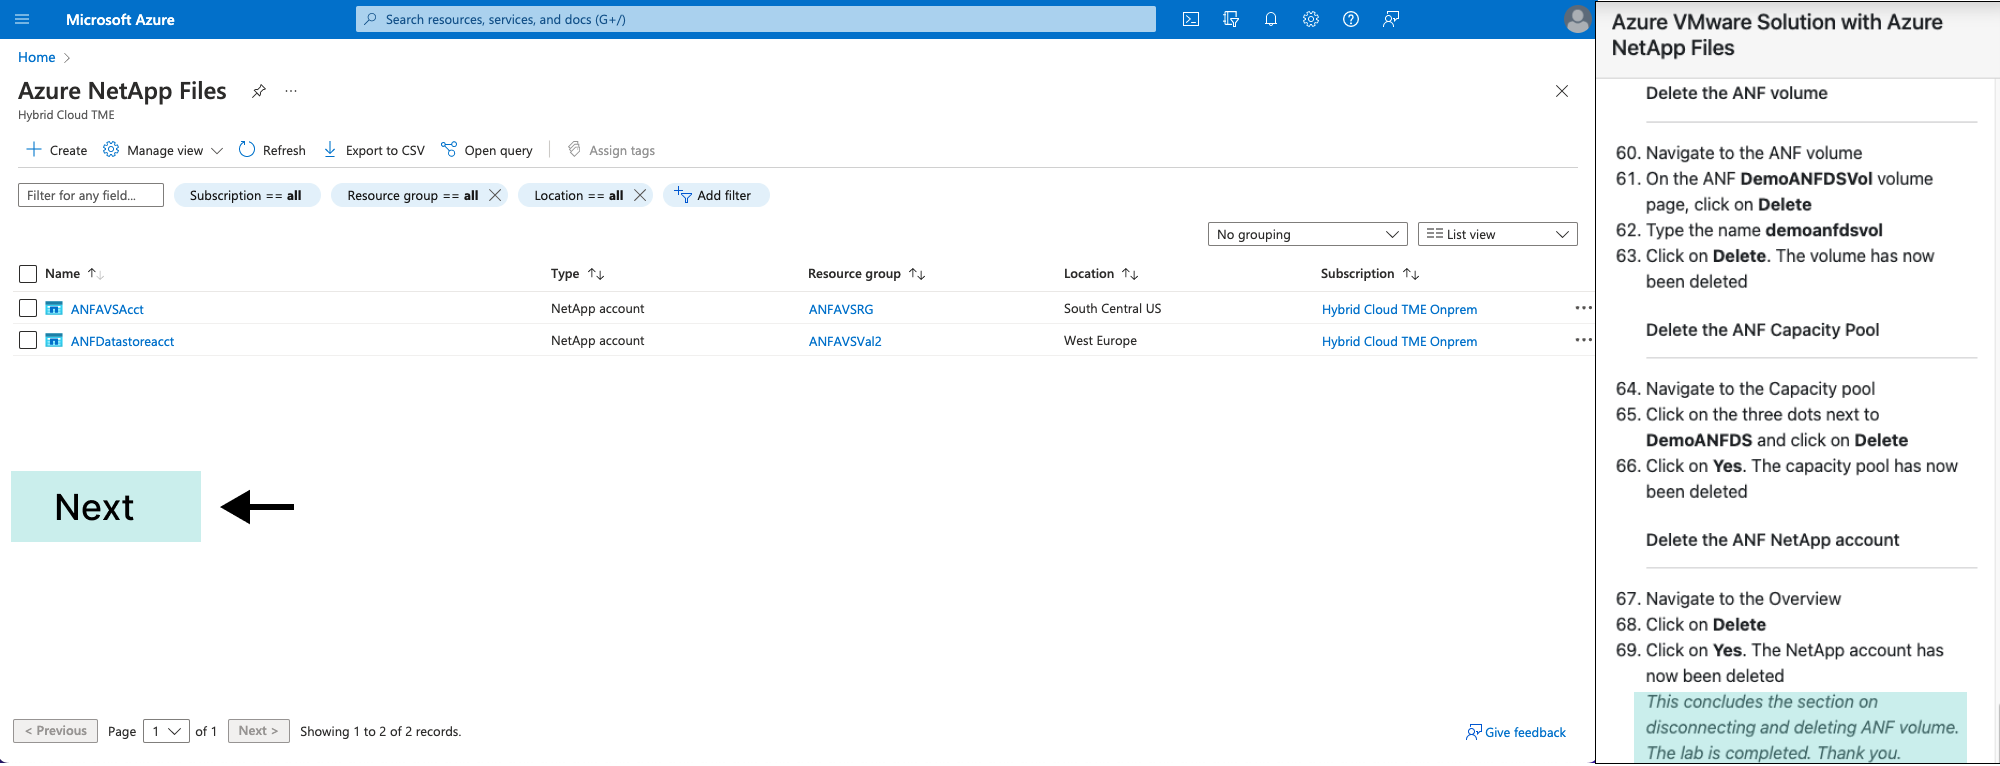 Microsoft Azure
Search resources, services, and docs (G+/)
Home
Azure NetApp Files
Hybrid Cloud TME
Create Manage view Refresh Export to CSV Open query Assign tags
Filter for any field... Subscription == all Resource group == all Location == all Add filter
No grouping List view
Name Type Resource group Location Subscription
ANFAVSAcct NetApp account ANFAVSRG South Central US Hybrid Cloud TME Onprem
ANFDatastoreacct NetApp account ANFAVSVal2 West Europe Hybrid Cloud TME Onprem
Next
< Previous Page 1 of 1 Next > Showing 1 to 2 of 2 records.
Give feedback
Azure VMware Solution with Azure
NetApp Files
Delete the ANF volume
60. Navigate to the ANF volume
61. On the ANF DemoANFDSVol volume
page, click on Delete
62. Type the name demoanfdsvol
63. Click on Delete. The volume has now
been deleted
Delete the ANF Capacity Pool
64. Navigate to the Capacity pool
65. Click on the three dots next to
DemoANFDS and click on Delete
66. Click on Yes. The capacity pool has now
been deleted
Delete the ANF NetApp account
67. Navigate to the Overview
68. Click on Delete
69. Click on Yes. The NetApp account has
now been deleted
This concludes the section on
disconnecting and deleting ANF volume.
The lab is completed. Thank you.